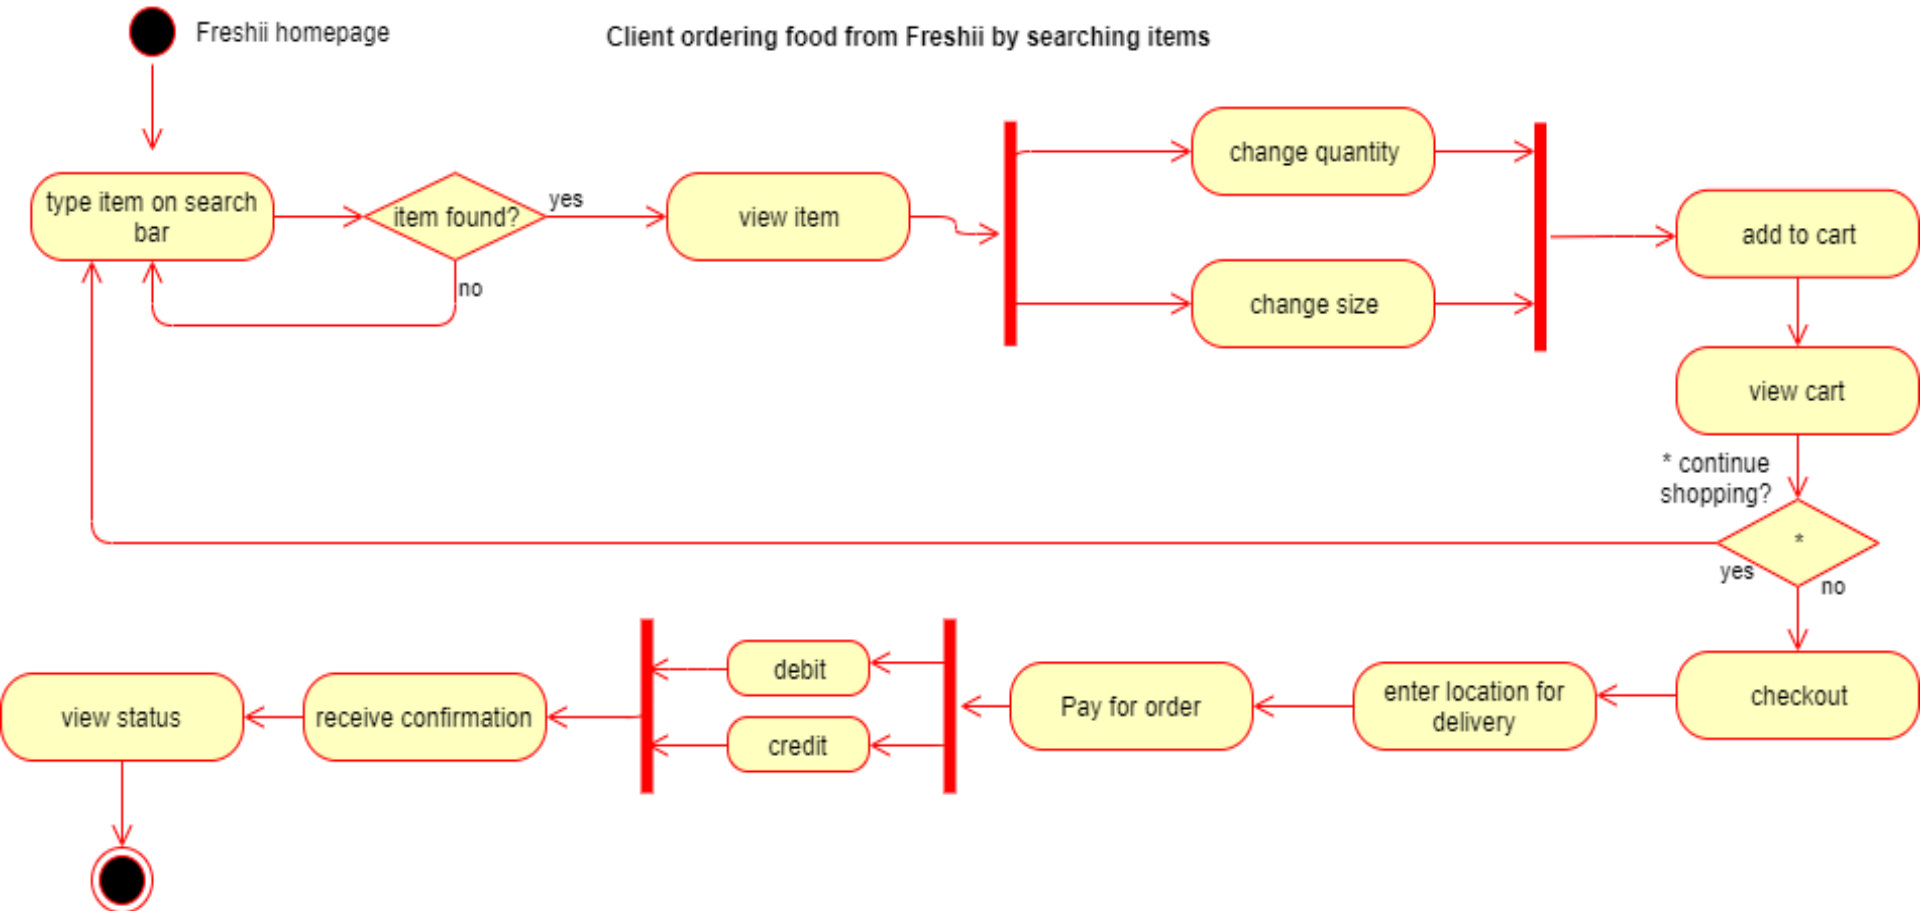 Freshii homepage
Client ordering food from Freshii by searching items
type item on search
bar
item found?
yes
no
view item
change quantity
change size
add to cart
view cart
* continue
shopping?
*
yes
no
checkout
enter location for
delivery
Pay for order
debit
credit
receive confirmation
view status